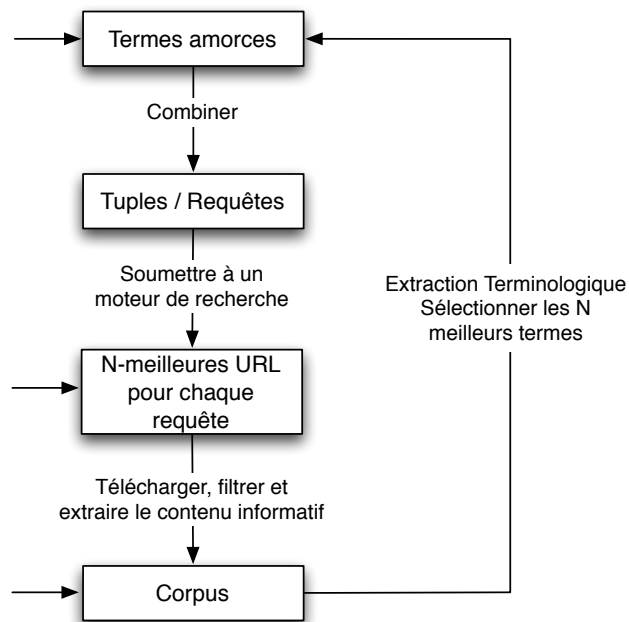 Termes amorces
Combiner
Tuples / Requêtes
Soumettre à un
moteur de recherche
N-meilleures URL
pour chaque
requête
Télécharger, filtrer et
extraire le contenu informatif
Corpus
Extraction Terminologique
Sélectionner les N
meilleurs termes